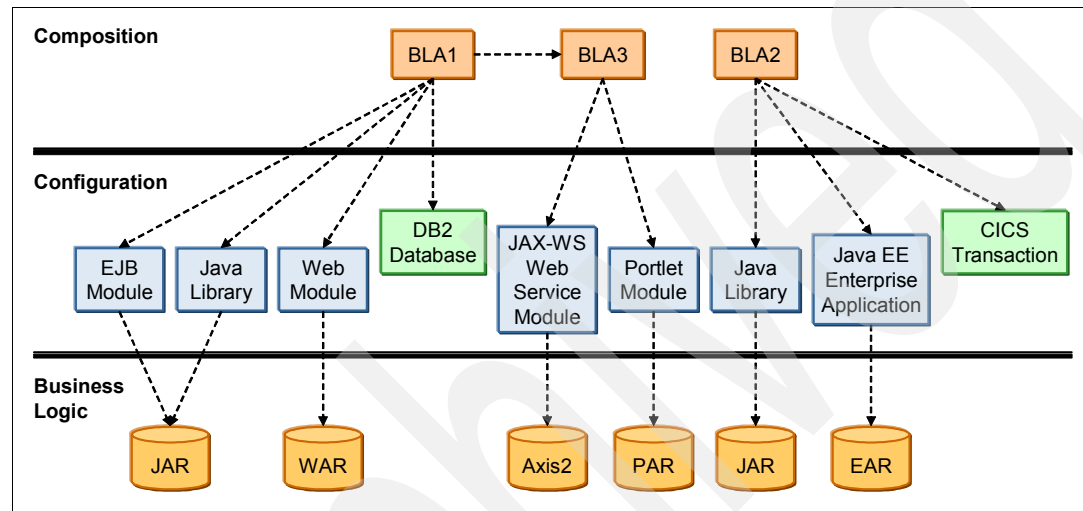 Composition
BLA1
BLA3
BLA2
Configuration
DB2
Database
CICS
Transaction
EJB
Module
Java
Library
Web
Module
JAX-WS
Web
Service
Module
Portlet
Module
Java
Library
Java EE
Enterprise
Application
Business
Logic
JAR
WAR
Axis2
PAR
JAR
EAR